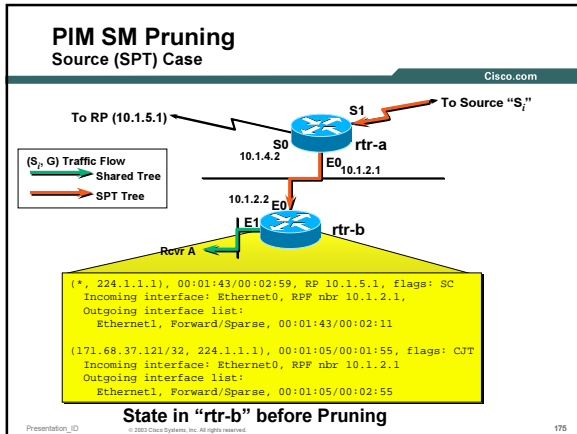 PIM SM Pruning
Source (SPT) Case
Cisco.com
To RP (10.1.5.1)
S1
To Source “Si”
S0
rtr-a
10.1.4.2
E0
10.1.2.1
(Si, G) Traffic Flow
Shared Tree
SPT Tree
10.1.2.2
E0
E1
rtr-b
Rcvr A
(*, 224.1.1.1), 00:01:43/00:02:59, RP 10.1.5.1, flags: SC
Incoming interface: Ethernet0, RPF nbr 10.1.2.1,
Outgoing interface list:
Ethernet1, Forward/Sparse, 00:01:43/00:02:11
(171.68.37.121/32, 224.1.1.1), 00:01:05/00:01:55, flags: CJT
Incoming interface: Ethernet0, RPF nbr 10.1.2.1
Outgoing interface list:
Ethernet1, Forward/Sparse, 00:01:05/00:02:55
State in “rtr-b” before Pruning
Presentation_ID
© 2003 Cisco Systems, Inc. All rights reserved.
175